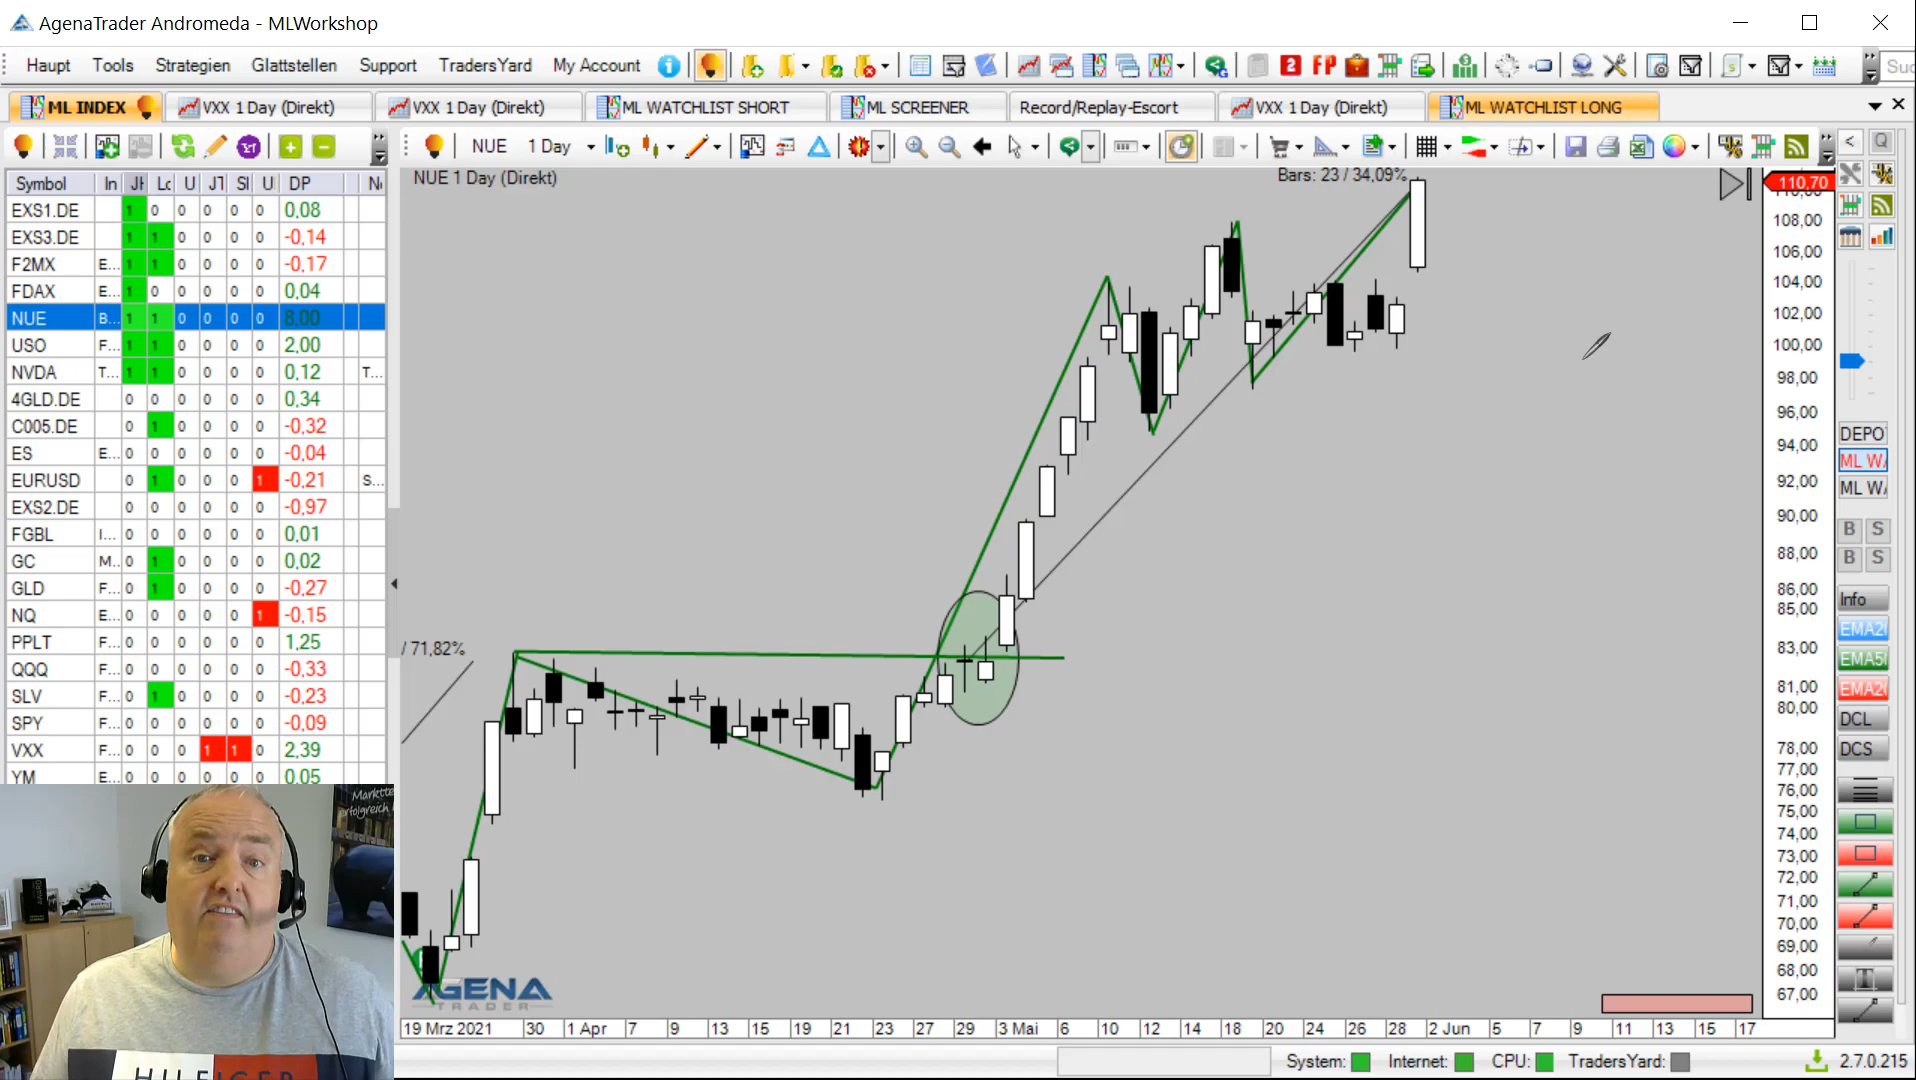 AgenaTrader Andromeda - MLWorkshop
Haupt Tools Strategien Glattstellen Support TradersYard My Account 2 FP Suc
ML INDEX VXX 1 Day (Direkt) VXX 1 Day (Direkt) ML WATCHLIST SHORT ML SCREENER Record/Replay-Escort VXX 1 Day (Direkt) ML WATCHLIST LONG
NUE 1 Day
Symbol In JH Lc U JT SI U DP N
NUE 1 Day (Direkt)
Bars: 23 / 34,09%
110,70
EXS1.DE 1 0 0 0 0 0 0,08
EXS3.DE 1 1 0 0 0 0 -0,14
F2MX E... 1 1 0 0 0 0 -0,17
FDAX E... 1 0 0 0 0 0 0,04
NUE B... 1 1 0 0 0 0 8,00
USO F... 1 1 0 0 0 0 2,00
NVDA T... 1 1 0 0 0 0 0,12 T...
4GLD.DE 0 0 0 0 0 0 0,34
C005.DE 0 1 0 0 0 0 -0,32
ES E... 0 0 0 0 0 0 -0,04
EURUSD 0 1 0 0 0 1 -0,21 S...
EXS2.DE 0 0 0 0 0 0 -0,97
FGBL I... 0 0 0 0 0 0 0,01
GC M... 0 1 0 0 0 0 0,02
GLD F... 0 1 0 0 0 0 -0,27
NQ E... 0 0 0 0 0 1 -0,15
PPLT F... 0 0 0 0 0 0 1,25
QQQ F... 0 0 0 0 0 0 -0,33
SLV F... 0 1 0 0 0 0 -0,23
SPY F... 0 0 0 0 0 0 -0,09
VXX F... 0 0 0 1 1 0 2,39
YM E... 0 0 0 0 0 0 0,05
/ 71,82%
108,00
106,00
104,00
102,00
100,00
98,00
96,00
94,00
92,00
90,00
88,00
86,00
85,00
83,00
81,00
80,00
78,00
77,00
76,00
75,00
74,00
73,00
72,00
71,00
70,00
69,00
68,00
67,00
DEPO
ML WA
ML WA
B S
B S
Info
EMA2
EMA5
EMA2
DCL
DCS
T
Marktte
erfolgreich
HILFIGER
AGENA
TRADER
19 Mrz 2021 30 1 Apr 7 9 13 15 19 21 23 27 29 3 Mai 6 10 12 14 18 20 24 26 28 2 Jun 5 7 9 11 13 15 17
System: Internet: CPU: TradersYard: 2.7.0.215